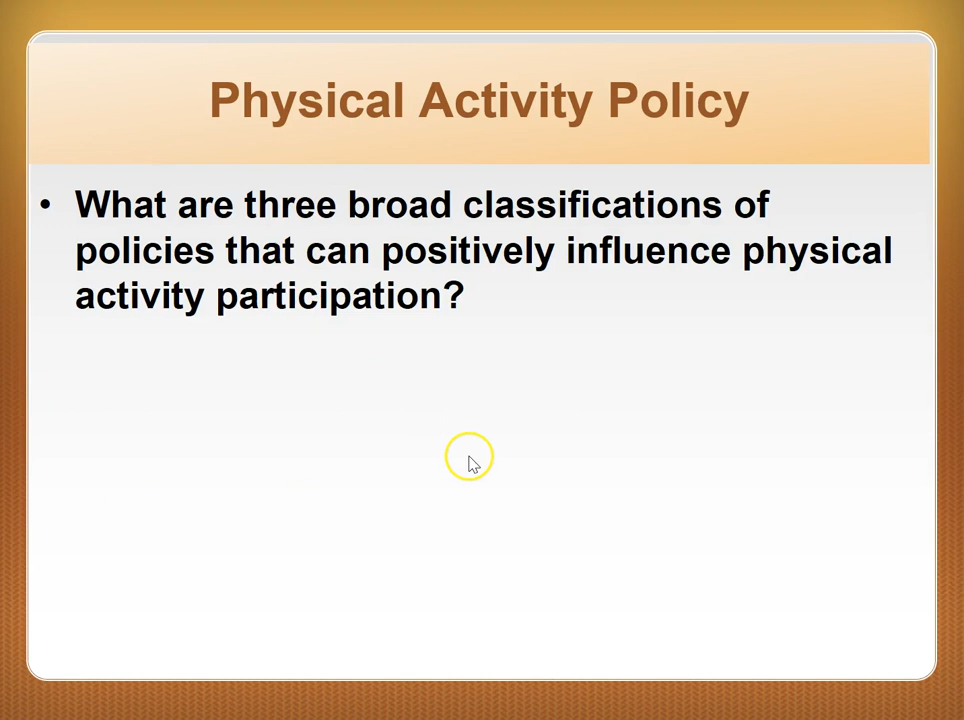 Physical Activity Policy
• What are three broad classifications of
policies that can positively influence physical
activity participation?